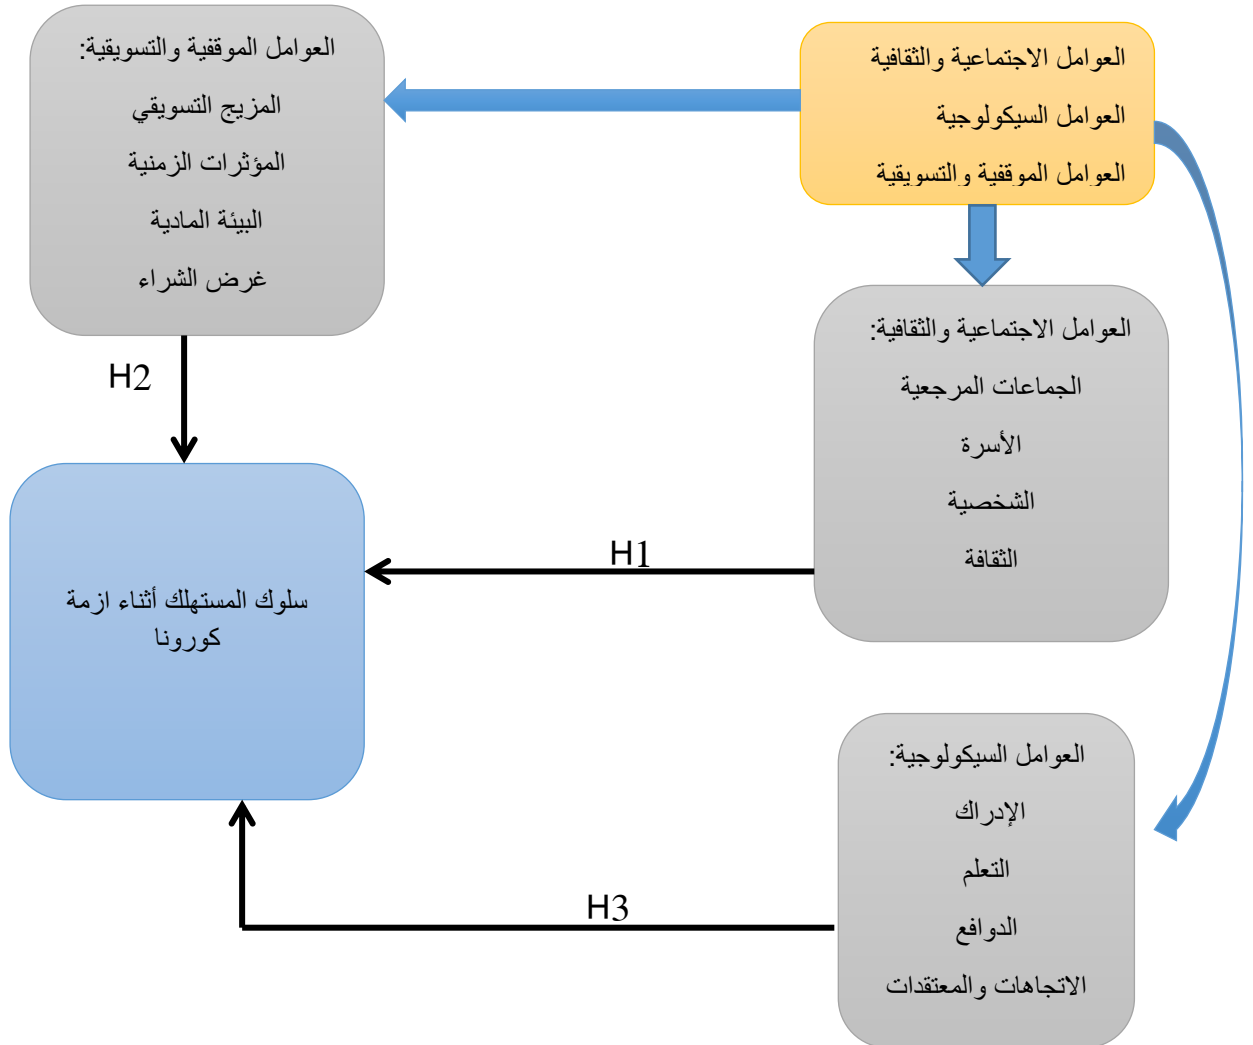 العوامل الاجتماعية والثقافية
العوامل السيكولوجية
العوامل الموقفية والتسويقية
العوامل الموقفية والتسويقية:
المزيج التسويقي
المؤثرات الزمنية
البيئة المادية
غرض الشراء
العوامل الاجتماعية والثقافية:
الجماعات المرجعية
الأسرة
الشخصية
الثقافة
H2
H1
سلوك المستهلك أثناء ازمة
كورونا
العوامل السيكولوجية:
الإدراك
التعلم
الدوافع
الاتجاهات والمعتقدات
H3